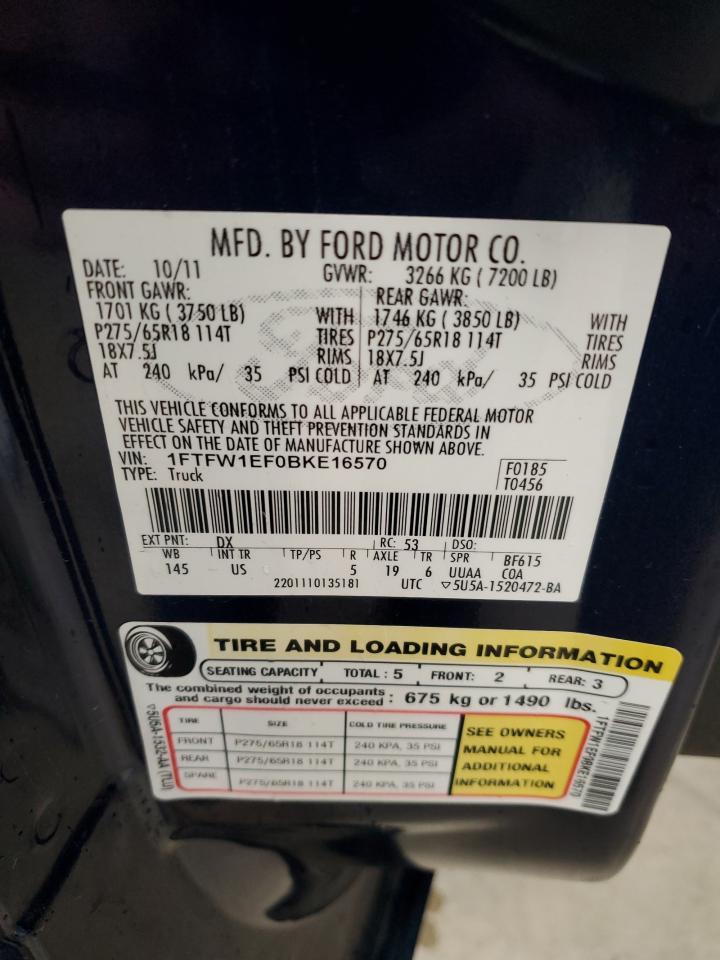 MFD. BY FORD MOTOR CO.
DATE: 10/11 GVWR: 3266 KG ( 7200 LB)
FRONT GAWR: REAR GAWR:
1701 KG ( 3750 LB) WITH 1746 KG ( 3850 LB) WITH
P275/65R18 114T TIRES P275/65R18 114T TIRES
18X7.5J RIMS 18X7.5J RIMS
AT 240 kPa/ 35 PSI COLD AT 240 kPa/ 35 PSI COLD
THIS VEHICLE CONFORMS TO ALL APPLICABLE FEDERAL MOTOR
VEHICLE SAFETY AND THEFT PREVENTION STANDARDS IN
EFFECT ON THE DATE OF MANUFACTURE SHOWN ABOVE.
VIN: 1FTFW1EF0BKE16570 F0185
TYPE: Truck T0456
EXT PNT: DX RC: 53 DSO:
WB INT TR TP/PS R AXLE TR SPR BF615
145 US 5 19 6 UUAA COA
2201110135181 UTC ▽5U5A-1520472-BA
TIRE AND LOADING INFORMATION
SEATING CAPACITY TOTAL : 5 FRONT: 2 REAR: 3
The combined weight of occupants
and cargo should never exceed : 675 kg or 1490 lbs.
TIRE SIZE COLD TIRE PRESSURE
FRONT P275/65R18 114T 240 KPA, 35 PSI
REAR P275/65R18 114T 240 KPA, 35 PSI
SPARE P275/65R18 114T 240 KPA, 35 PSI
SEE OWNERS
MANUAL FOR
ADDITIONAL
INFORMATION
1FTFW1EF0BKE16570